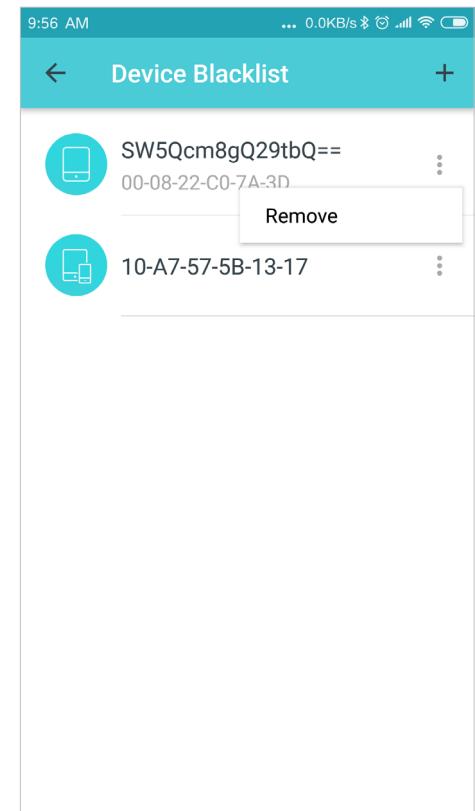 9:56 AM ... 0.0KB/s
Device Blacklist
SW5Qcm8gQ29tbQ==
00-08-22-C0-7A-3D
Remove
10-A7-57-5B-13-17